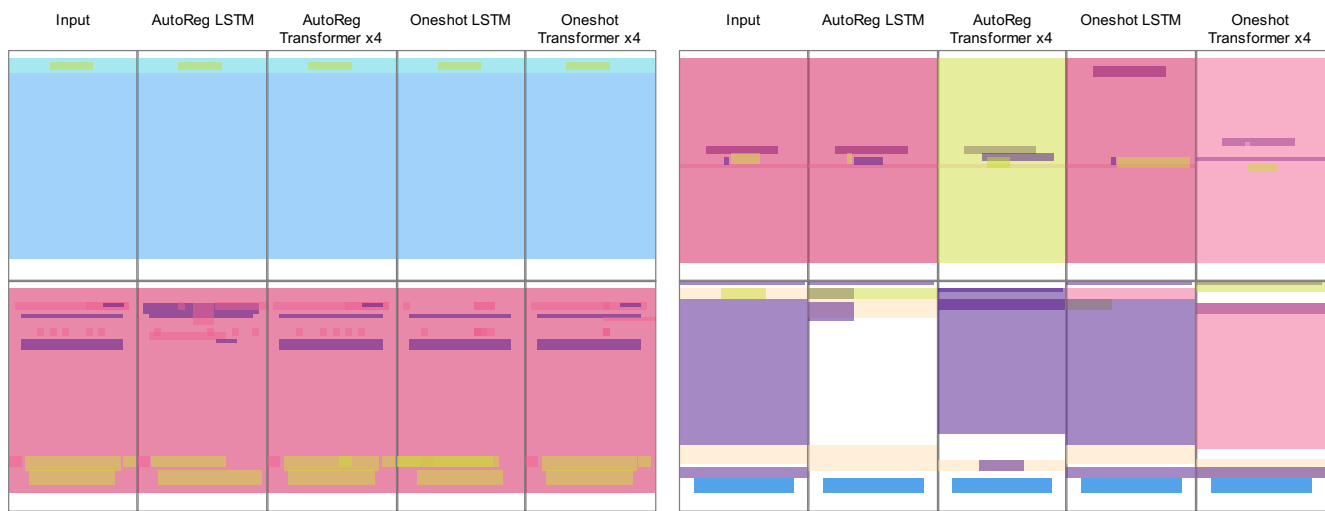 Input
AutoReg LSTM
AutoReg
Transformer x4
Oneshot LSTM
Oneshot
Transformer x4
Input
AutoReg LSTM
AutoReg
Transformer x4
Oneshot LSTM
Oneshot
Transformer x4